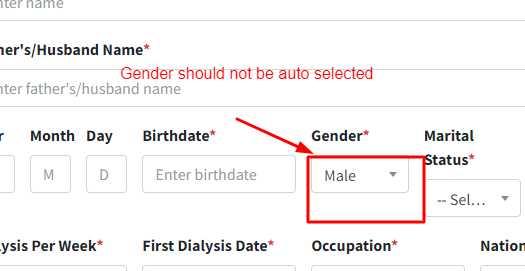 nter name
her's/Husband Name*
Gender should not be auto selected
nter father's/husband name
r Month Day Birthdate* Gender* Marital Status*
M D Enter birthdate Male -- Sel...
lysis Per Week* First Dialysis Date* Occupation* Nation